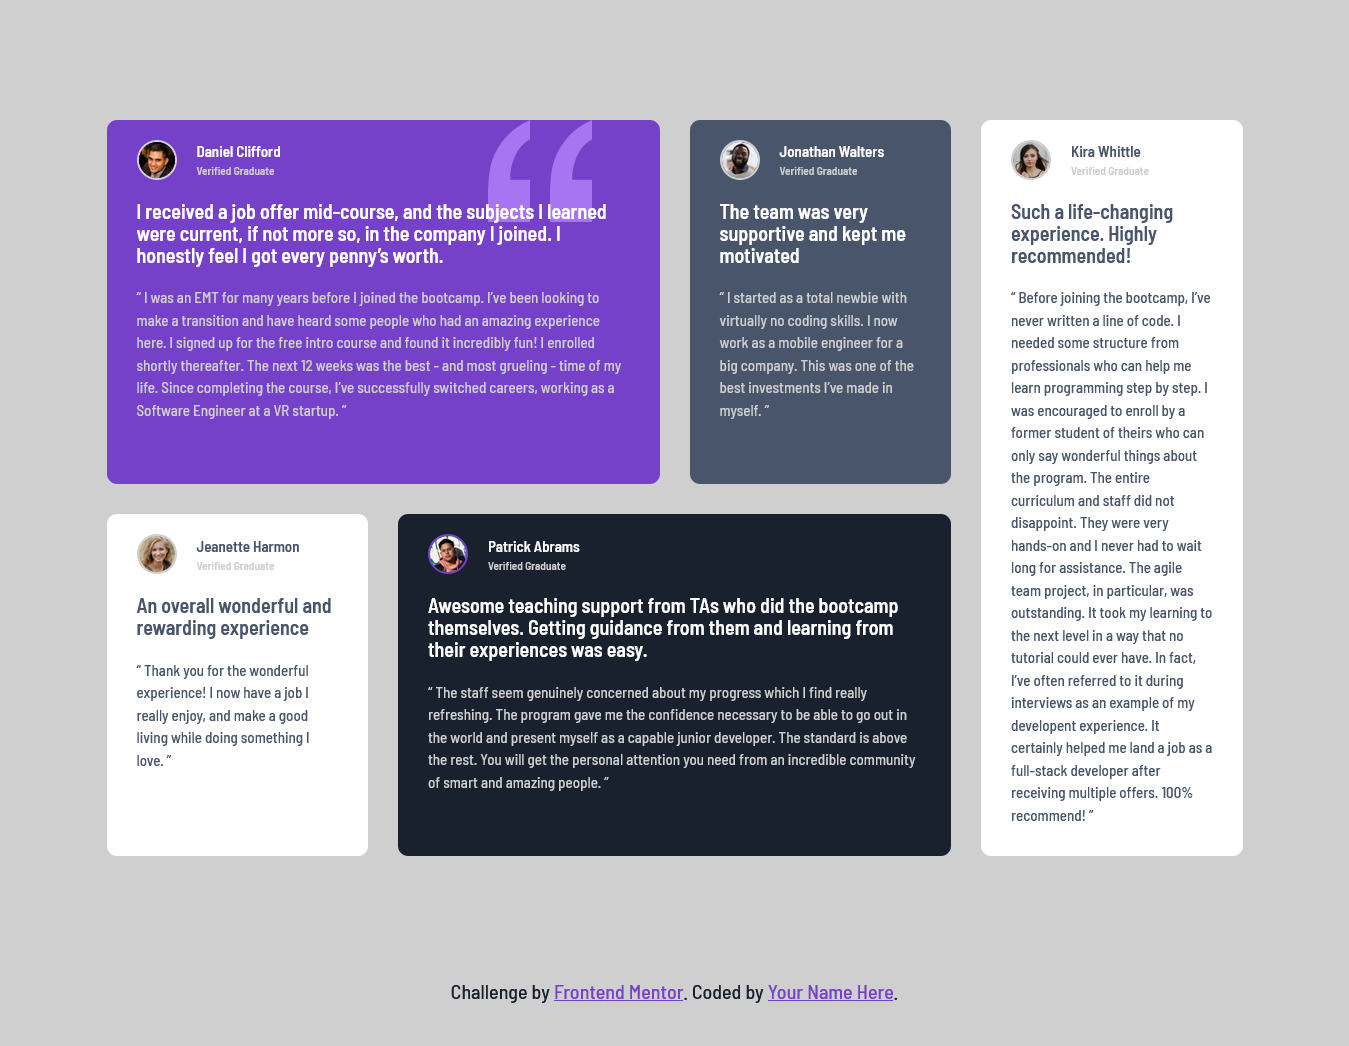 Daniel Clifford
Verified Graduate
I received a job offer mid-course, and the subjects I learned
were current, if not more so, in the company I joined. I
honestly feel I got every penny’s worth.
“ I was an EMT for many years before I joined the bootcamp. I’ve been looking to
make a transition and have heard some people who had an amazing experience
here. I signed up for the free intro course and found it incredibly fun! I enrolled
shortly thereafter. The next 12 weeks was the best - and most grueling - time of my
life. Since completing the course, I’ve successfully switched careers, working as a
Software Engineer at a VR startup. ”
Jonathan Walters
Verified Graduate
The team was very
supportive and kept me
motivated
“ I started as a total newbie with
virtually no coding skills. I now
work as a mobile engineer for a
big company. This was one of the
best investments I’ve made in
myself. ”
Kira Whittle
Verified Graduate
Such a life-changing
experience. Highly
recommended!
“ Before joining the bootcamp, I’ve
never written a line of code. I
needed some structure from
professionals who can help me
learn programming step by step. I
was encouraged to enroll by a
former student of theirs who can
only say wonderful things about
the program. The entire
curriculum and staff did not
disappoint. They were very
hands-on and I never had to wait
long for assistance. The agile
team project, in particular, was
outstanding. It took my learning to
the next level in a way that no
tutorial could ever have. In fact,
I’ve often referred to it during
interviews as an example of my
developent experience. It
certainly helped me land a job as a
full-stack developer after
receiving multiple offers. 100%
recommend! ”
Jeanette Harmon
Verified Graduate
An overall wonderful and
rewarding experience
“ Thank you for the wonderful
experience! I now have a job I
really enjoy, and make a good
living while doing something I
love. ”
Patrick Abrams
Verified Graduate
Awesome teaching support from TAs who did the bootcamp
themselves. Getting guidance from them and learning from
their experiences was easy.
“ The staff seem genuinely concerned about my progress which I find really
refreshing. The program gave me the confidence necessary to be able to go out in
the world and present myself as a capable junior developer. The standard is above
the rest. You will get the personal attention you need from an incredible community
of smart and amazing people. ”
Challenge by Frontend Mentor. Coded by Your Name Here.